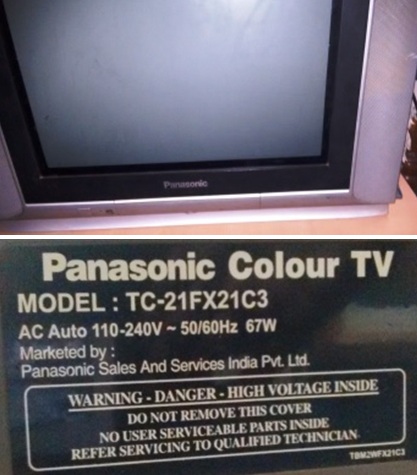 Panasonic
Panasonic Colour TV
MODEL : TC-21FX21C3
AC Auto 110-240V ~ 50/60Hz 67W
Marketed by :
Panasonic Sales And Services India Pvt. Ltd.
WARNING - DANGER - HIGH VOLTAGE INSIDE
DO NOT REMOVE THIS COVER
NO USER SERVICEABLE PARTS INSIDE
REFER SERVICING TO QUALIFIED TECHNICIAN
TBM2WFX21C3